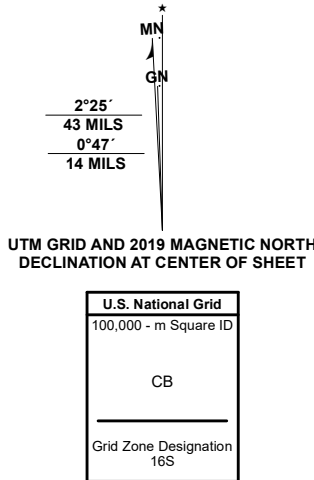 MN
GN
2°25´
43 MILS
0°47´
14 MILS
UTM GRID AND 2019 MAGNETIC NORTH
DECLINATION AT CENTER OF SHEET
U.S. National Grid
100,000 - m Square ID
CB
Grid Zone Designation
16S